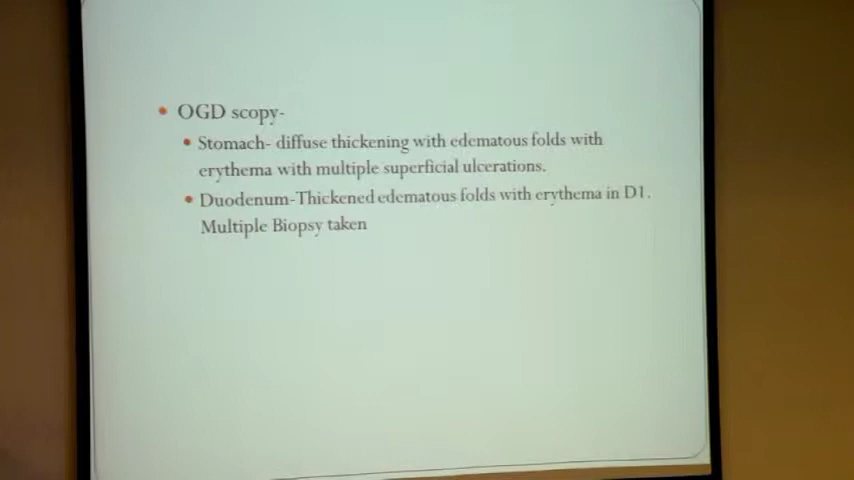 • OGD scopy-
• Stomach- diffuse thickening with edematous folds with
erythema with multiple superficial ulcerations.
• Duodenum-Thickened edematous folds with erythema in D1.
Multiple Biopsy taken